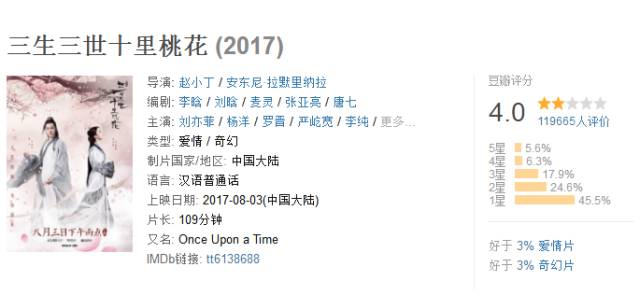 三生三世十里桃花 (2017)
导演: 赵小丁 / 安东尼·拉默里纳拉
编剧: 李晗 / 刘晗 / 麦灵 / 张亚亮 / 唐七
主演: 刘亦菲 / 杨洋 / 罗晋 / 严屹宽 / 李纯 / 更多...
类型: 爱情 / 奇幻
制片国家/地区: 中国大陆
语言: 汉语普通话
上映日期: 2017-08-03(中国大陆)
片长: 109分钟
又名: Once Upon a Time
IMDb链接: tt6138688
八月三日下午两点
豆瓣评分
4.0
119665人评价
5星 5.6%
4星 6.3%
3星 17.9%
2星 24.6%
1星 45.5%
好于 3% 爱情片
好于 3% 奇幻片